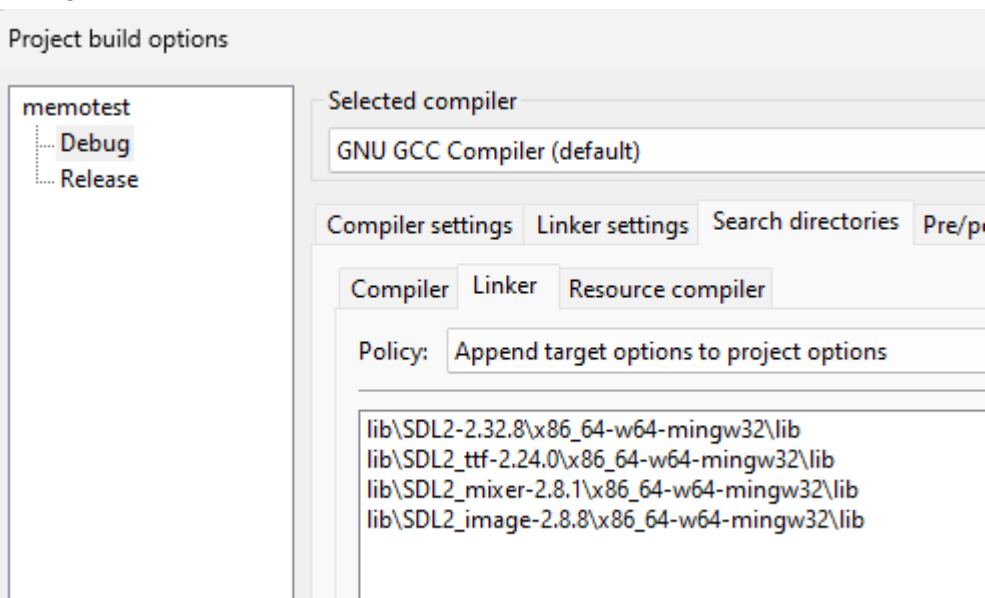 Project build options
memotest
Debug
Release
Selected compiler
GNU GCC Compiler (default)
Compiler settings Linker settings Search directories
Compiler Linker Resource compiler
Policy: Append target options to project options
lib\SDL2-2.32.8\x86_64-w64-mingw32\lib
lib\SDL2_ttf-2.24.0\x86_64-w64-mingw32\lib
lib\SDL2_mixer-2.8.1\x86_64-w64-mingw32\lib
lib\SDL2_image-2.8.8\x86_64-w64-mingw32\lib